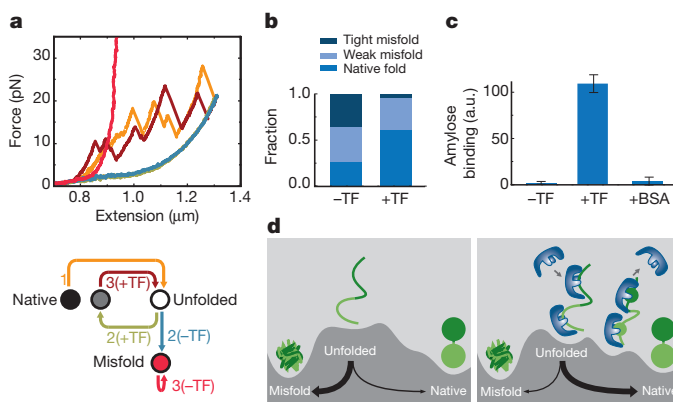 a
Force (pN)
30
20
10
0
0.8
1.0
1.2
1.4
Extension (μm)
1
3(+TF)
Native
Unfolded
2(+TF)
2(–TF)
Misfold
3(–TF)
b
Tight misfold
Weak misfold
Native fold
Fraction
1.0
0.5
0
–TF
+TF
c
Amylose
binding (a.u.)
100
50
0
–TF
+TF
+BSA
d
Unfolded
Misfold
Native
Unfolded
Misfold
Native